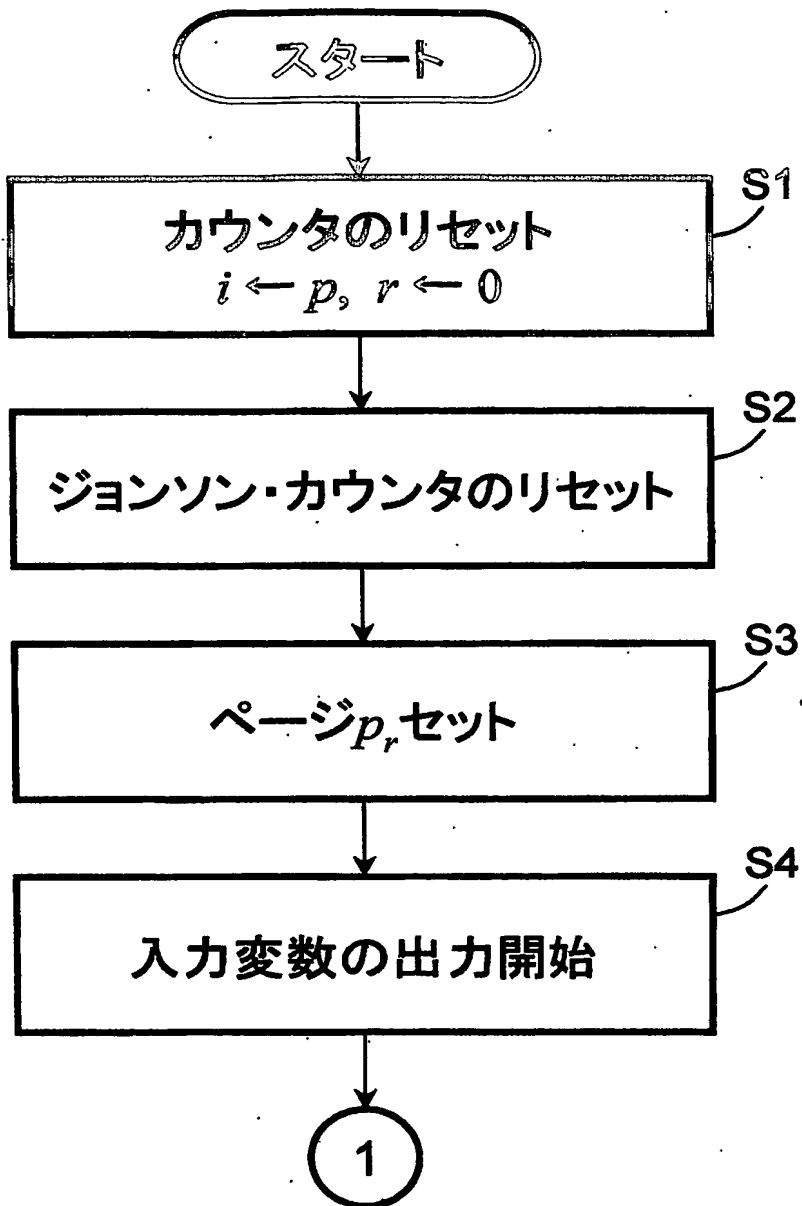 スタート
S1
カウンタのリセット
i ← p, r ← 0
S2
ジョンソン・カウンタのリセット
S3
ページp_rセット
S4
入力変数の出力開始
1